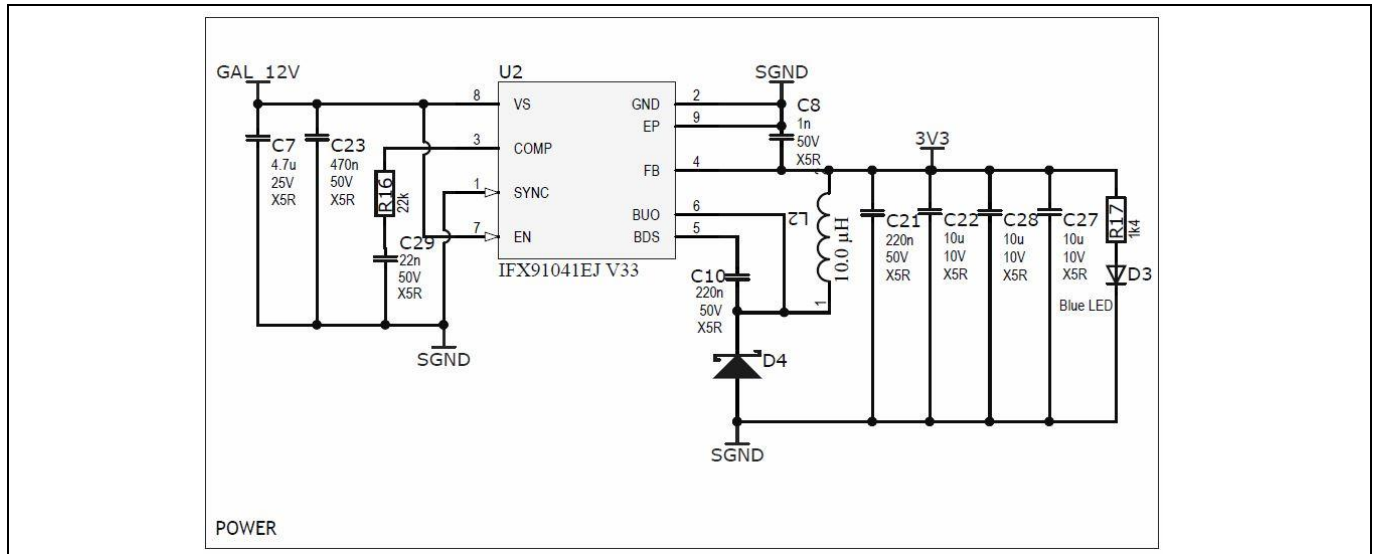 GAL_12V
U2
SGND
8
VS
GND
2
C8
1n
50V
X5R
EP
9
C7
4.7u
25V
X5R
C23
470n
50V
X5R
3
COMP
FB
4
3V3
R16
22k
1
SYNC
2
L2
10.0 µH
1
BUO
6
7
EN
BDS
5
IFX91041EJ V33
C29
22n
50V
X5R
C10
220n
50V
X5R
C21
220n
50V
X5R
C22
10u
10V
X5R
C28
10u
10V
X5R
C27
10u
10V
X5R
R17
1k4
D3
Blue LED
SGND
D4
SGND
POWER